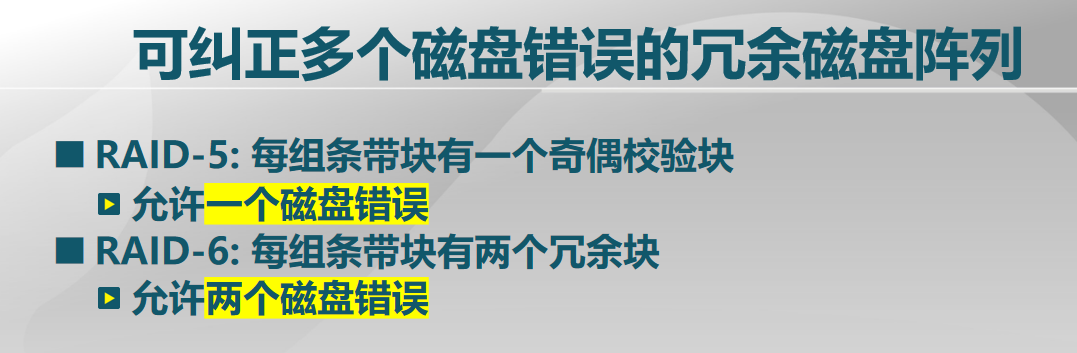 可纠正多个磁盘错误的冗余磁盘阵列
RAID-5: 每组条带块有一个奇偶校验块
允许一个磁盘错误
RAID-6: 每组条带块有两个冗余块
允许两个磁盘错误